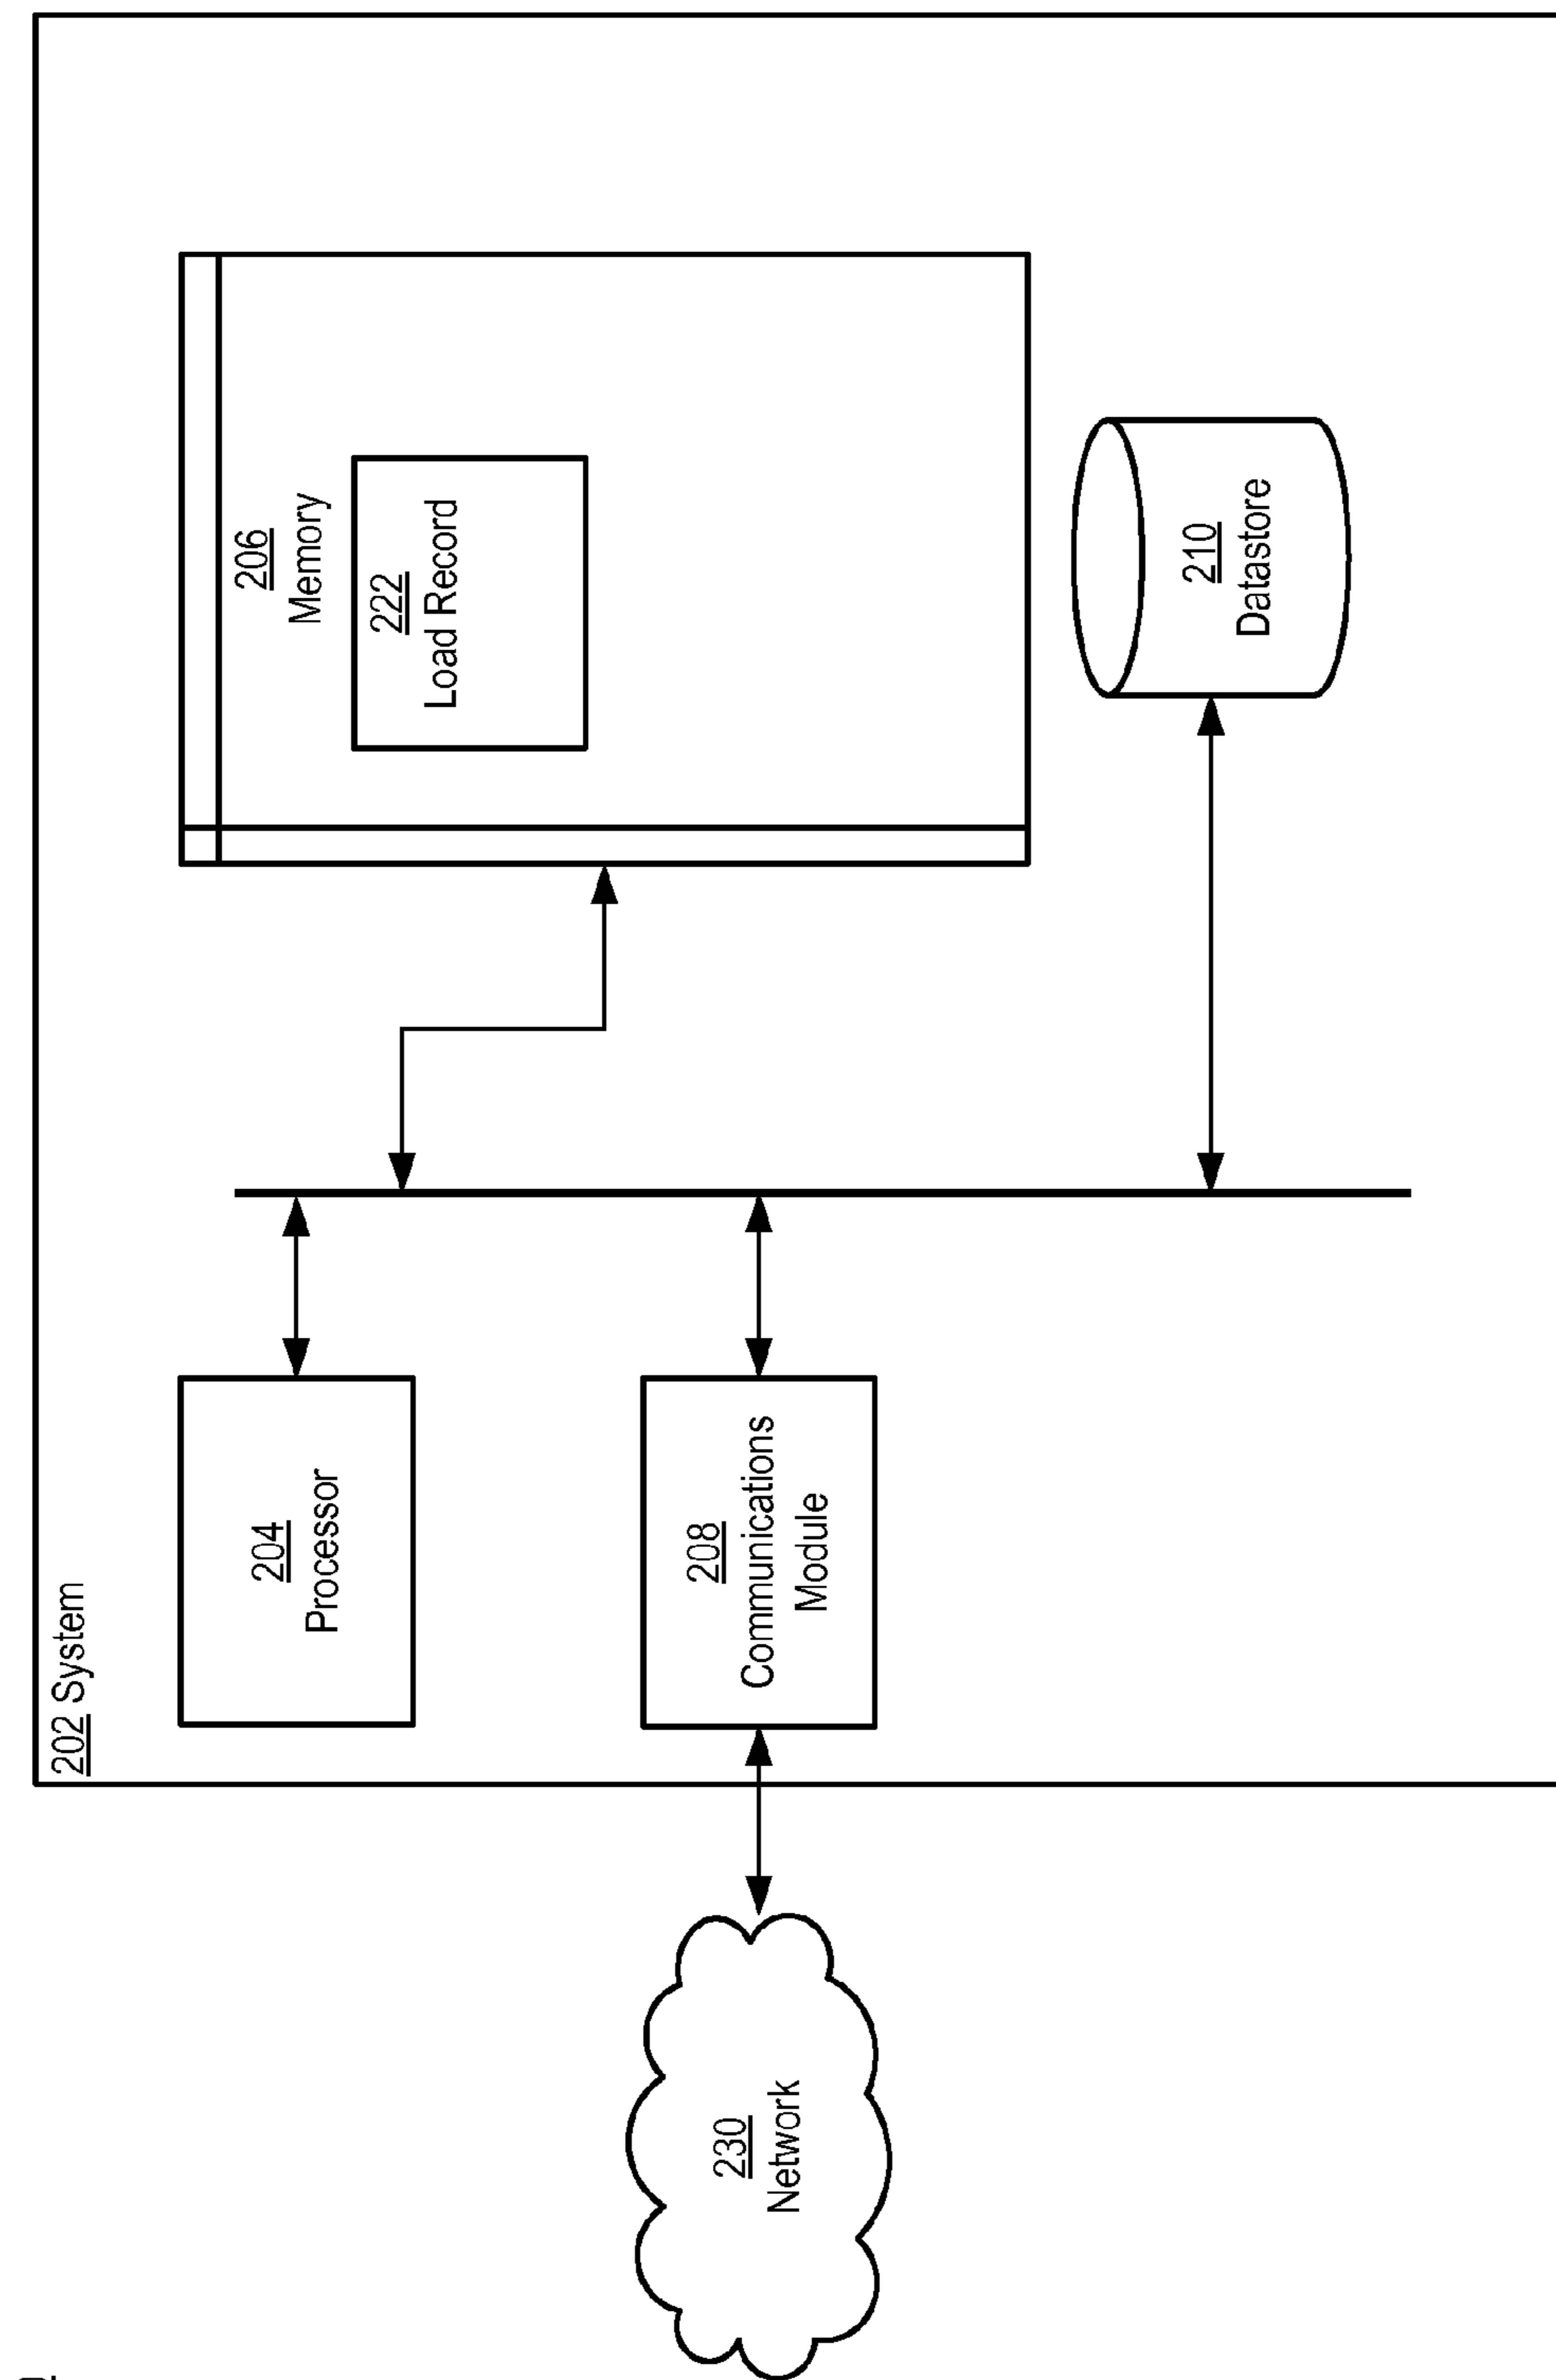 202 System
204
Processor
206
Memory
222
Load Record
208
Communications
Module
210
Datastore
230
Network